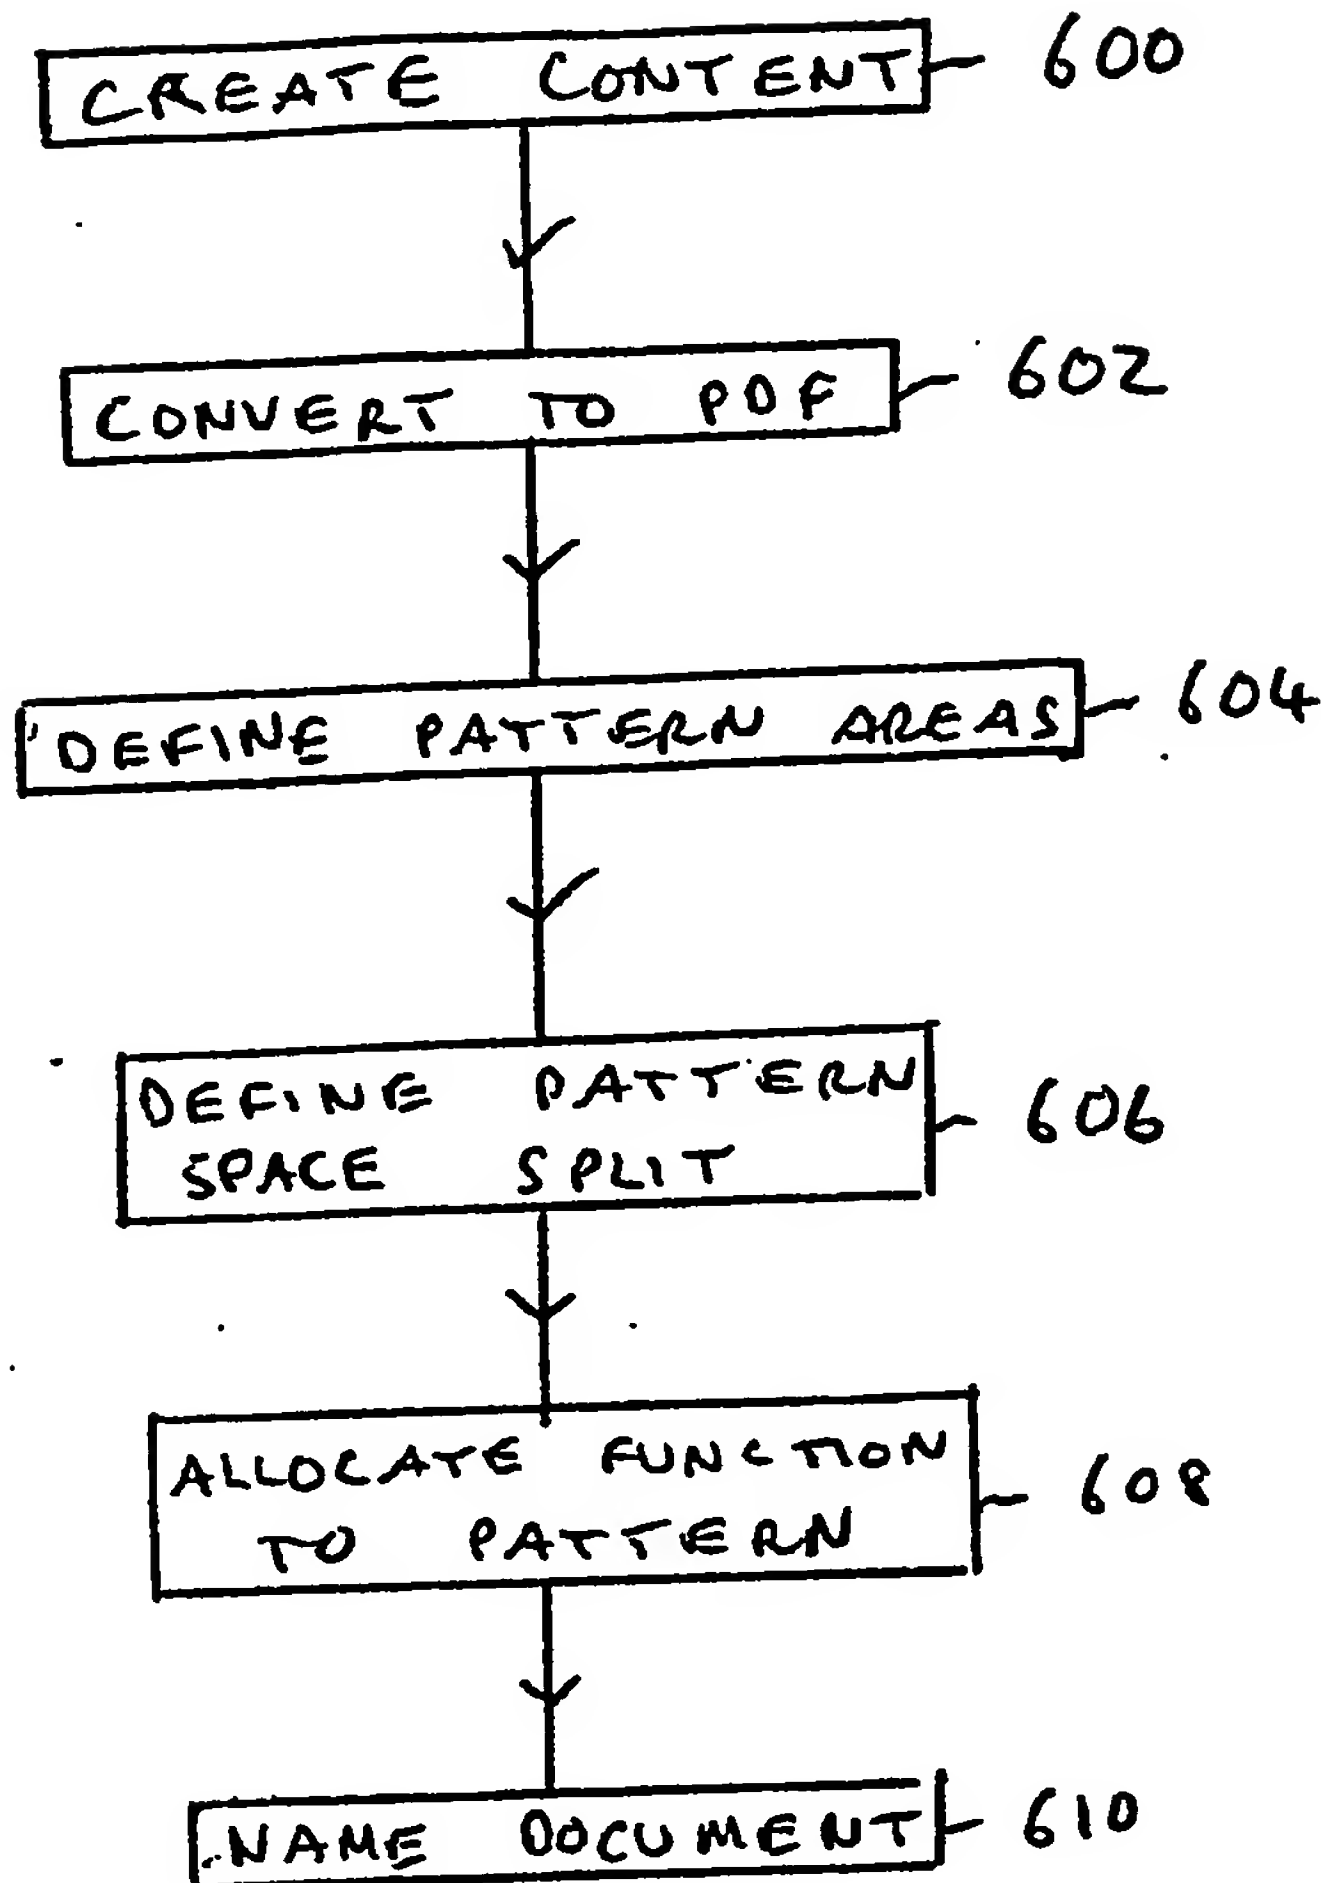 CREATE CONTENT 600
CONVERT TO PDF 602
DEFINE PATTERN AREAS 604
DEFINE PATTERN
SPACE SPLIT 606
ALLOCATE FUNCTION
TO PATTERN 608
NAME DOCUMENT 610